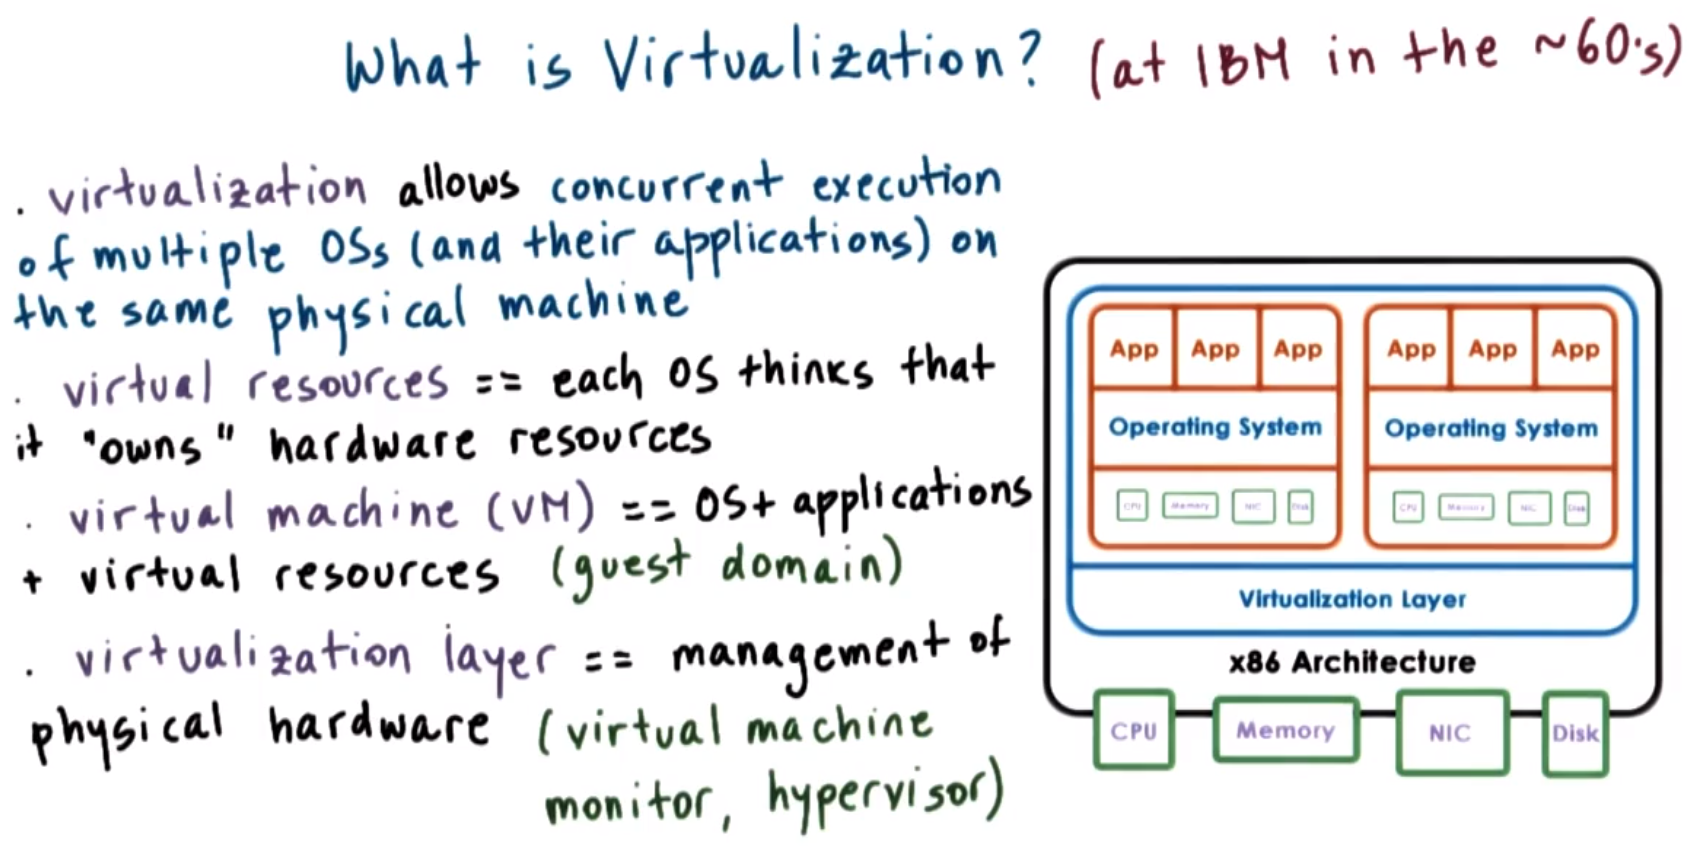 What is Virtualization? (at IBM in the ~60's)
. virtualization allows concurrent execution
of multiple OSs (and their applications) on
the same physical machine
. virtual resources == each OS thinks that
it "owns" hardware resources
. virtual machine (VM) == OS+ applications
+ virtual resources (guest domain)
. virtualization layer == management of
physical hardware (virtual machine
monitor, hypervisor)
App App App App App App
Operating System Operating System
CPU Memory NIC Disk CPU Memory NIC Disk
Virtualization Layer
x86 Architecture
CPU Memory NIC Disk